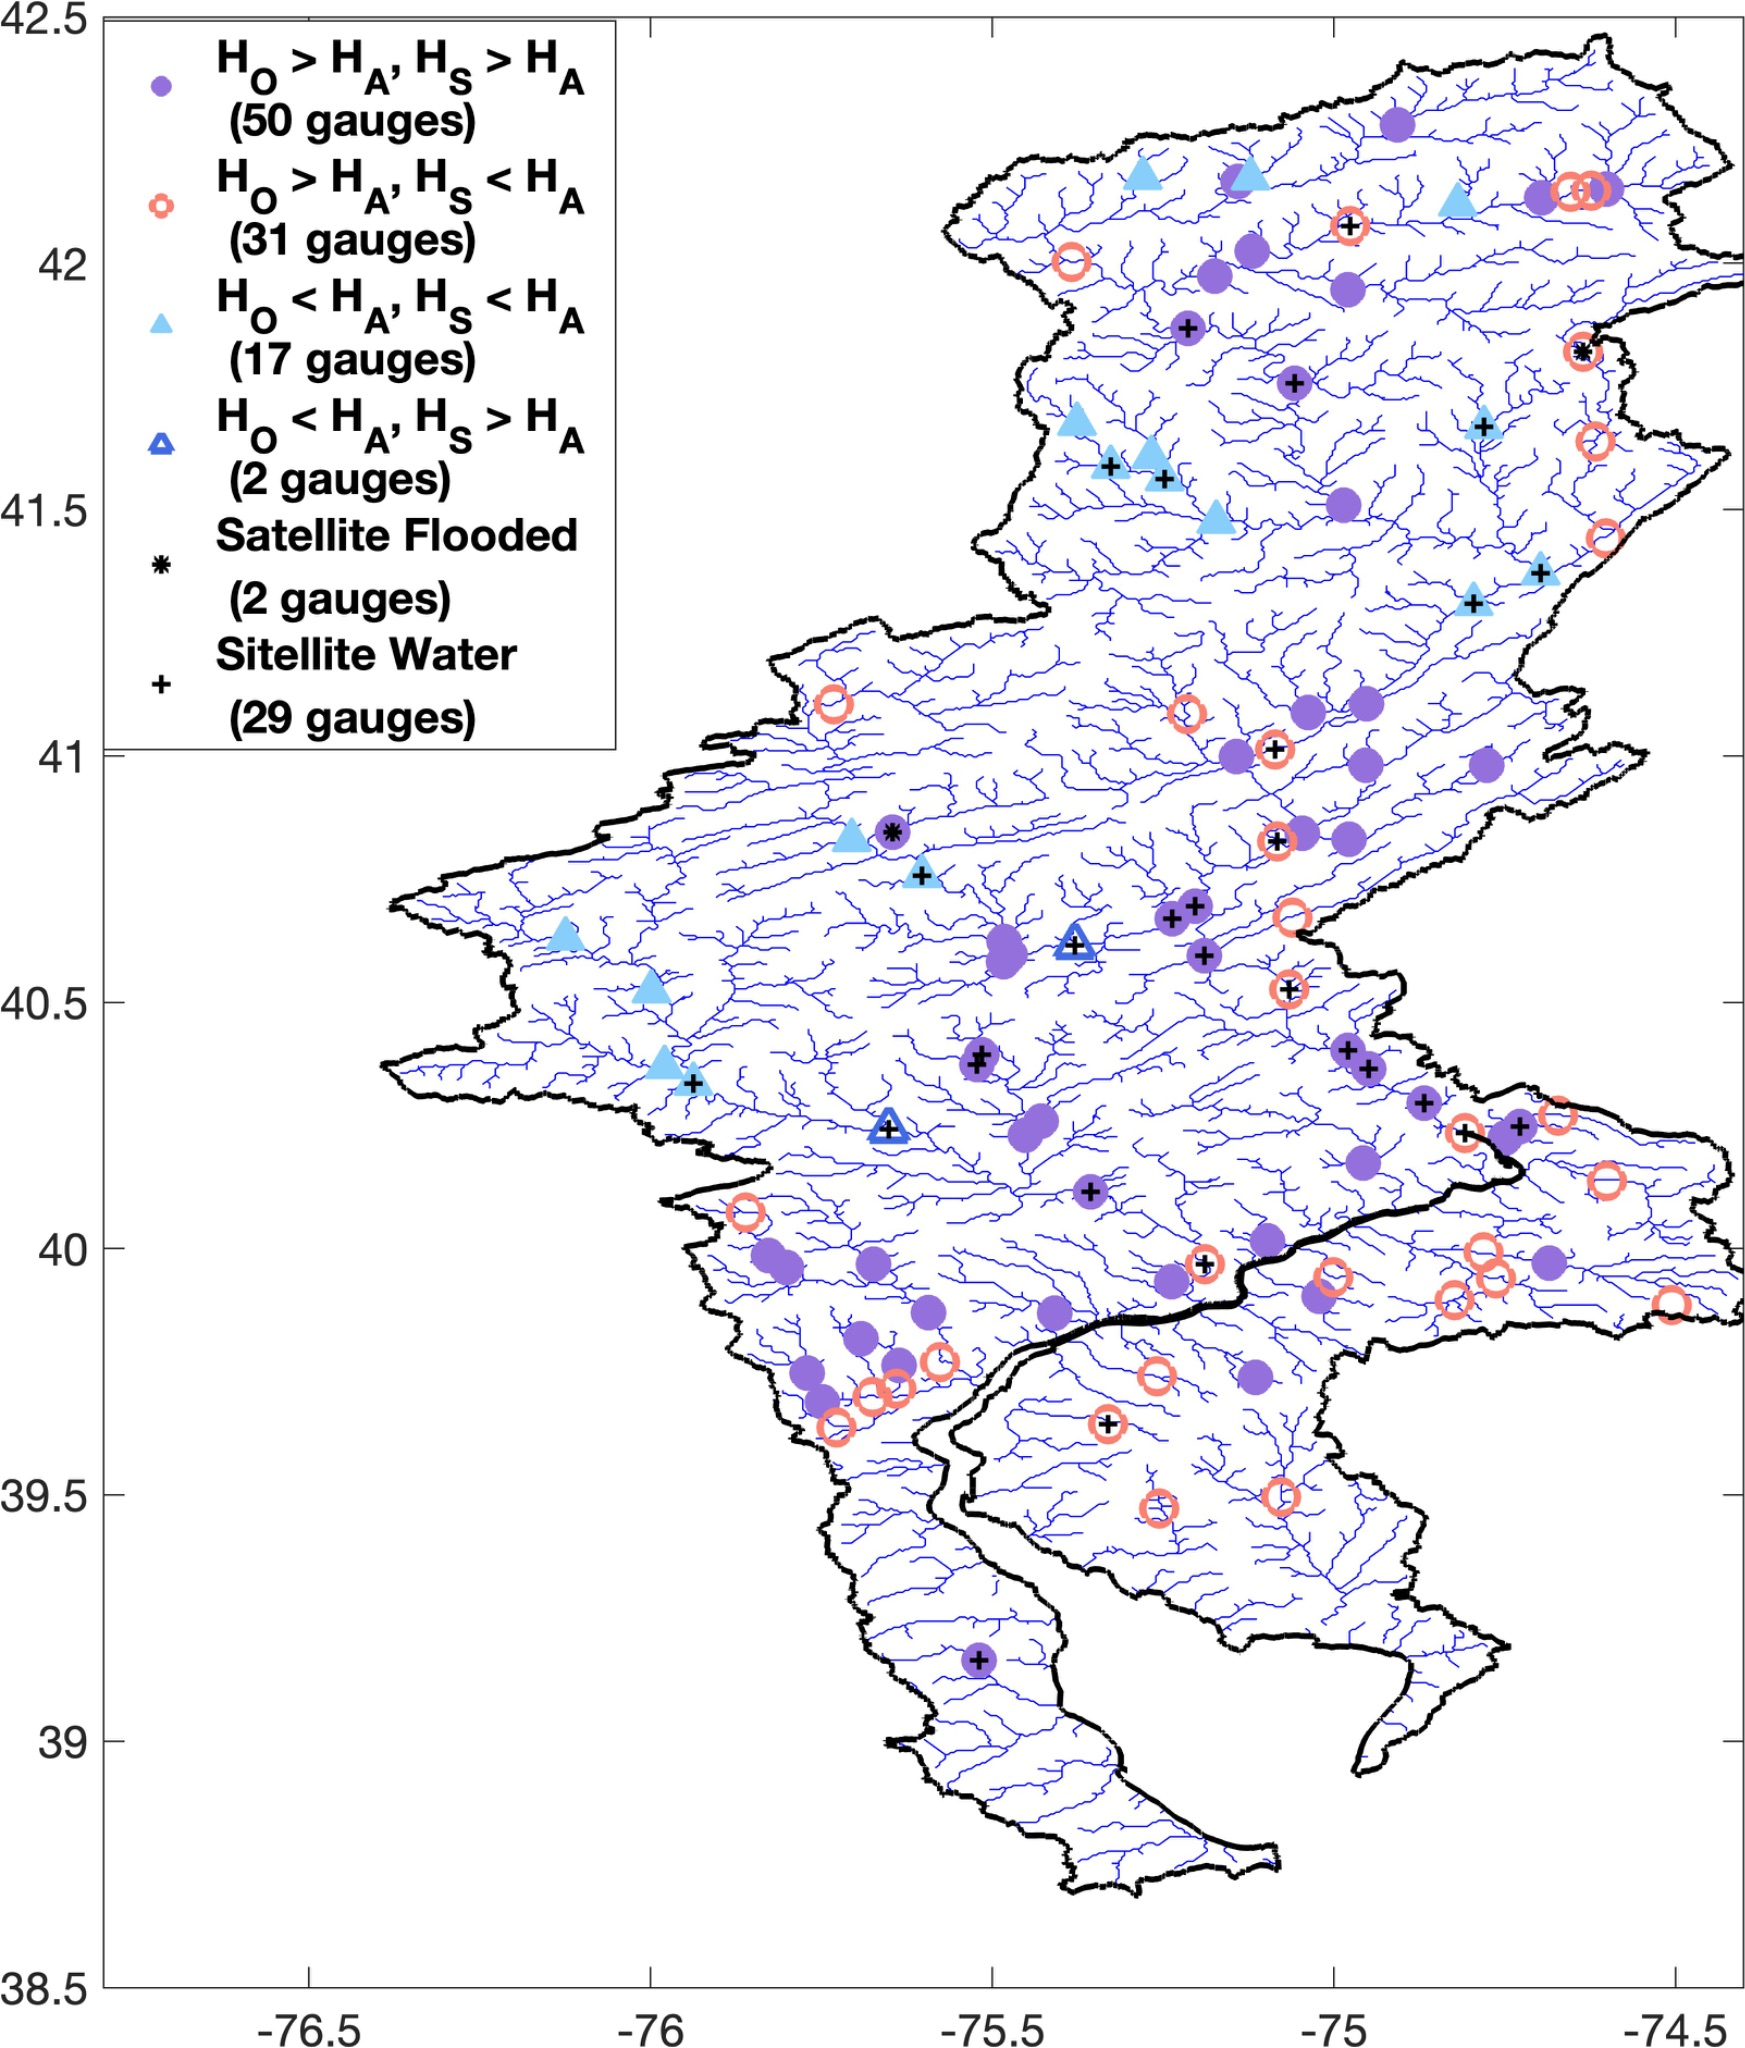 42.5
42
41.5
41
40.5
40
39.5
39
38.5
H_O > H_A, H_S > H_A
(50 gauges)
H_O > H_A, H_S < H_A
(31 gauges)
H_O < H_A, H_S < H_A
(17 gauges)
H_O < H_A, H_S > H_A
(2 gauges)
Satellite Flooded
(2 gauges)
Sitellite Water
(29 gauges)
-76.5 -76 -75.5 -75 -74.5